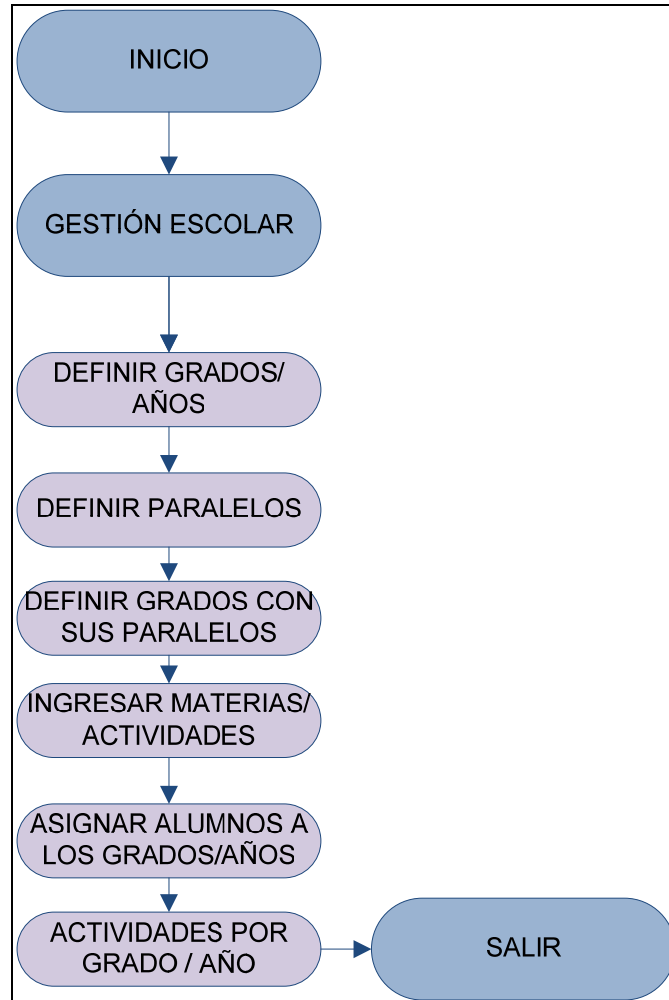 INICIO
GESTIÓN ESCOLAR
DEFINIR GRADOS/
AÑOS
DEFINIR PARALELOS
DEFINIR GRADOS CON
SUS PARALELOS
INGRESAR MATERIAS/
ACTIVIDADES
ASIGNAR ALUMNOS A
LOS GRADOS/AÑOS
ACTIVIDADES POR
GRADO / AÑO
SALIR